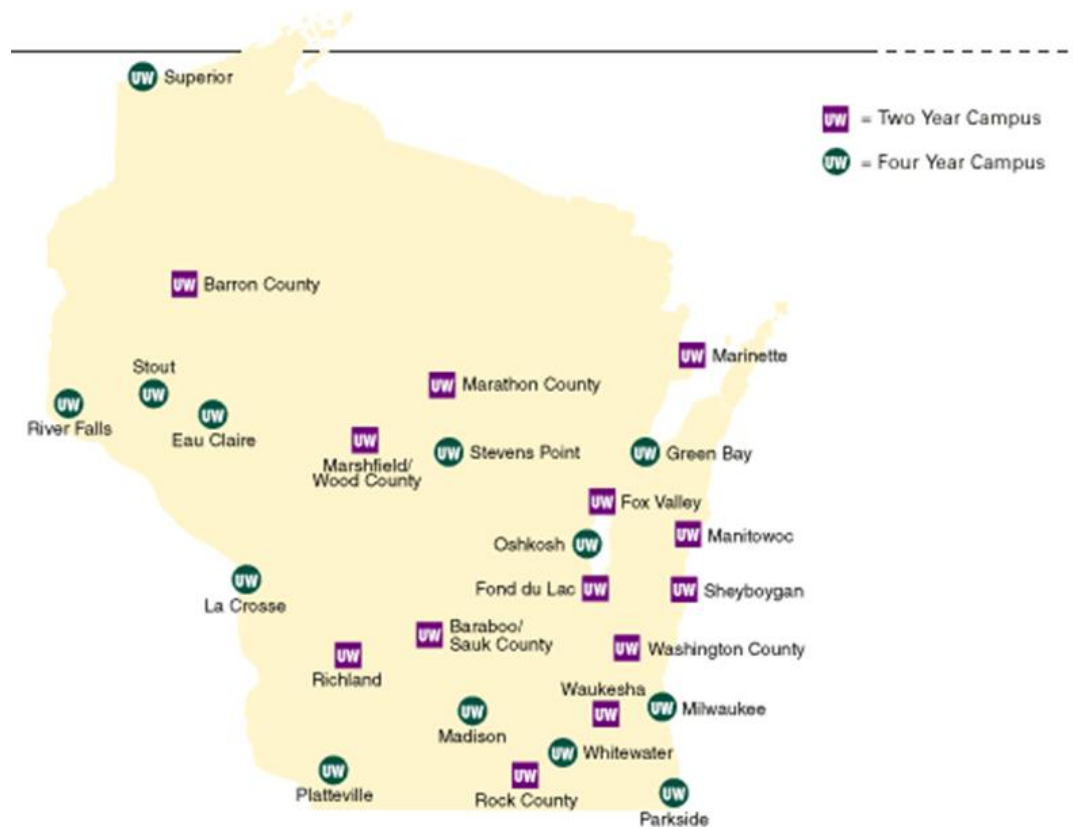 UW Superior
UW = Two Year Campus
UW = Four Year Campus
UW Barron County
UW Marinette
Stout
UW
UW Marathon County
UW
River Falls
UW
Eau Claire
UW
Marshfield/
Wood County
UW Stevens Point
UW Green Bay
UW Fox Valley
UW Manitowoc
Oshkosh UW
UW
La Crosse
Fond du Lac UW
UW Sheyboygan
UW Baraboo/
Sauk County
UW Washington County
UW
Richland
Waukesha
UW
UW Milwaukee
UW
Madison
UW Whitewater
UW
Platteville
UW
Rock County
UW
Parkside